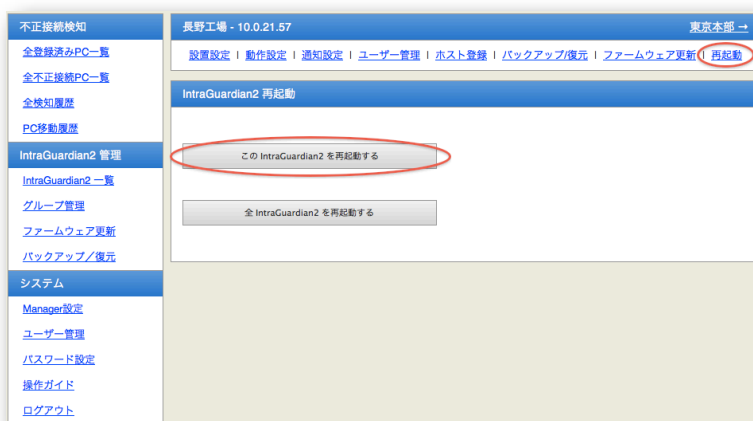 不正接続検知
全登録済みPC一覧
全不正接続PC一覧
全検知履歴
PC移動履歴
IntraGuardian2 管理
IntraGuardian2 一覧
グループ管理
ファームウェア更新
バックアップ／復元
システム
Manager設定
ユーザー管理
パスワード設定
操作ガイド
ログアウト
長野工場 - 10.0.21.57 東京本部 →
設置設定 | 動作設定 | 通知設定 | ユーザー管理 | ホスト登録 | バックアップ/復元 | ファームウェア更新 | 再起動
IntraGuardian2 再起動
この IntraGuardian2 を再起動する
全 IntraGuardian2 を再起動する